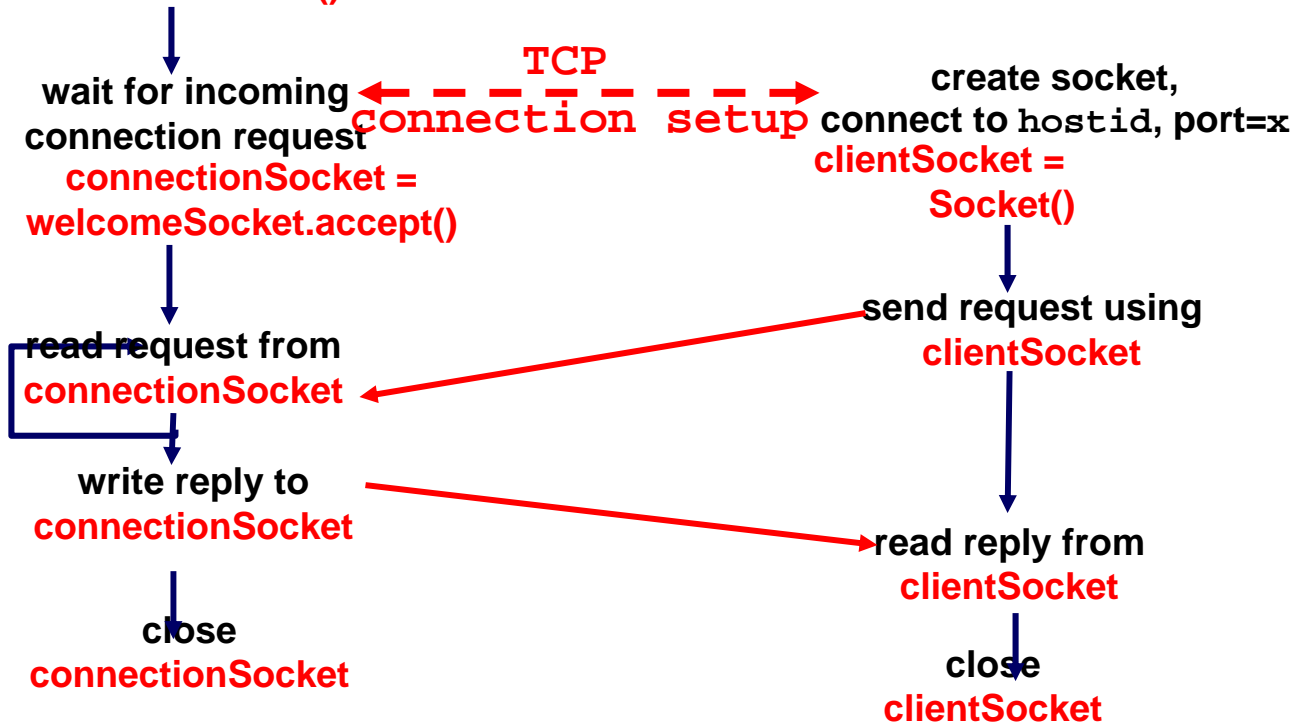 ()
wait for incoming
connection request
connectionSocket =
welcomeSocket.accept()
TCP
connection setup
create socket,
connect to hostid, port=x
clientSocket =
Socket()
read request from
connectionSocket
send request using
clientSocket
write reply to
connectionSocket
read reply from
clientSocket
close
connectionSocket
close
clientSocket